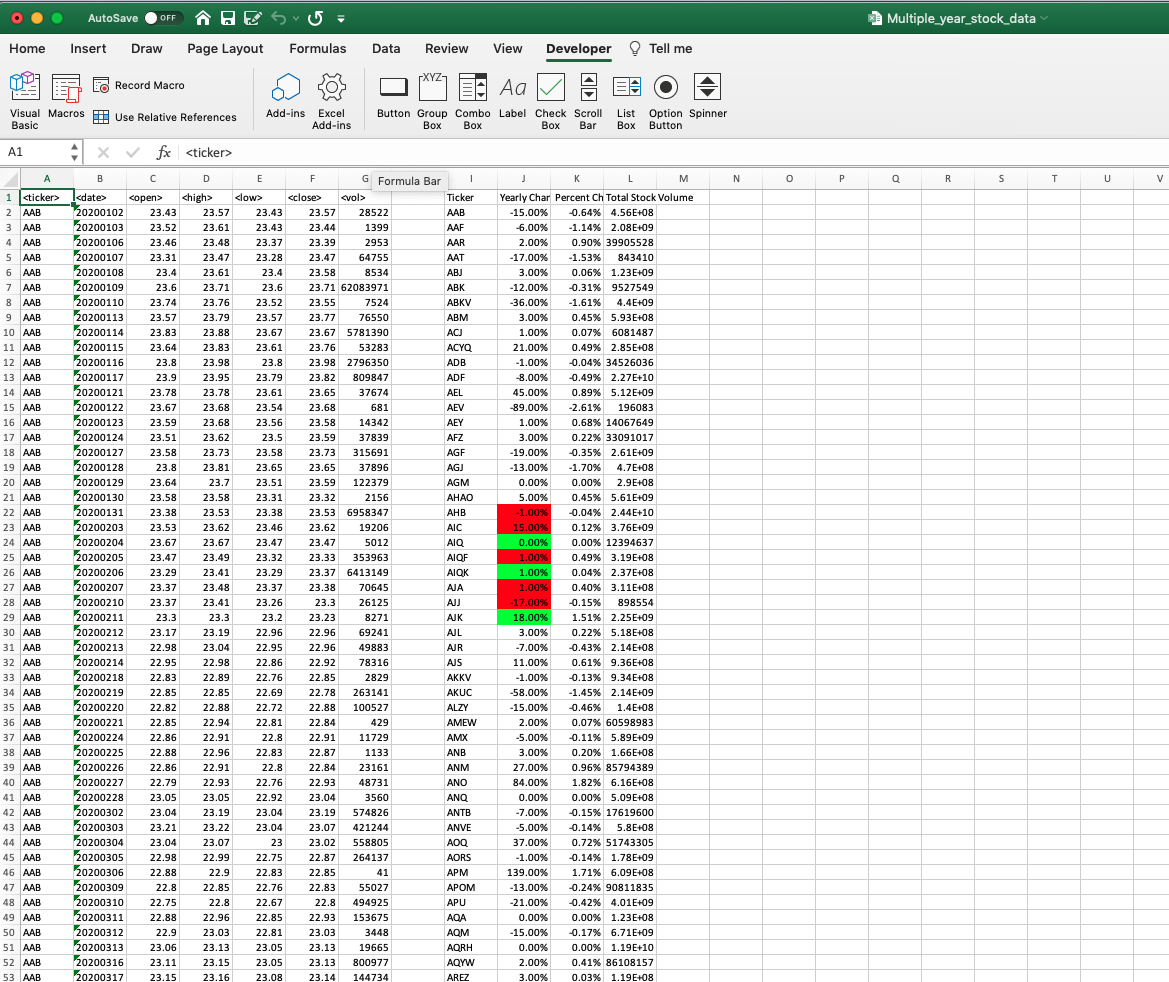 AutoSave OFF Multiple_year_stock_data
Home Insert Draw Page Layout Formulas Data Review View Developer Tell me
Visual Basic Macros Record Macro Use Relative References Add-ins Excel Add-ins Button Group Box Combo Box Label Check Box Scroll Bar List Box Option Button Spinner
XYZ Aa
A1 fx <ticker>
Formula Bar
A B C D E F G I J K L M N O P Q R S T U V
1 <ticker> <date> <open> <high> <low> <close> <vol> Ticker Yearly Char Percent Ch Total Stock Volume
2 AAB 20200102 23.43 23.57 23.43 23.57 28522 AAB -15.00% -0.64% 4.56E+08
3 AAB 20200103 23.52 23.61 23.43 23.44 1399 AAF -6.00% -1.14% 2.08E+09
4 AAB 20200106 23.46 23.48 23.37 23.39 2953 AAR 2.00% 0.90% 39905528
5 AAB 20200107 23.31 23.47 23.28 23.47 64755 AAT -17.00% -1.53% 843410
6 AAB 20200108 23.4 23.61 23.4 23.58 8534 ABJ 3.00% 0.06% 1.23E+09
7 AAB 20200109 23.6 23.71 23.6 23.71 62083971 ABK -12.00% -0.31% 9527549
8 AAB 20200110 23.74 23.76 23.52 23.55 7524 ABKV -36.00% -1.61% 4.4E+09
9 AAB 20200113 23.57 23.79 23.57 23.77 76550 ABM 3.00% 0.45% 5.93E+08
10 AAB 20200114 23.83 23.88 23.67 23.67 5781390 ACJ 1.00% 0.07% 6081487
11 AAB 20200115 23.64 23.83 23.61 23.76 53283 ACYQ 21.00% 0.49% 2.85E+08
12 AAB 20200116 23.8 23.98 23.8 23.98 2796350 ADB -1.00% -0.04% 34526036
13 AAB 20200117 23.9 23.95 23.79 23.82 809847 ADF -8.00% -0.49% 2.27E+10
14 AAB 20200121 23.78 23.78 23.61 23.65 37674 AEL 45.00% 0.89% 5.12E+09
15 AAB 20200122 23.67 23.68 23.54 23.68 681 AEV -89.00% -2.61% 196083
16 AAB 20200123 23.59 23.68 23.56 23.58 14342 AEY 1.00% 0.68% 14067649
17 AAB 20200124 23.51 23.62 23.5 23.59 37839 AFZ 3.00% 0.22% 33091017
18 AAB 20200127 23.58 23.73 23.58 23.73 315691 AGF -19.00% -0.35% 2.61E+09
19 AAB 20200128 23.8 23.81 23.65 23.65 37896 AGJ -13.00% -1.70% 4.7E+08
20 AAB 20200129 23.64 23.7 23.51 23.59 122379 AGM 0.00% 0.00% 2.9E+08
21 AAB 20200130 23.58 23.58 23.31 23.32 2156 AHAO 5.00% 0.45% 5.61E+09
22 AAB 20200131 23.38 23.53 23.38 23.53 6958347 AHB -1.00% -0.04% 2.44E+10
23 AAB 20200203 23.53 23.62 23.46 23.62 19206 AIC 15.00% 0.12% 3.76E+09
24 AAB 20200204 23.67 23.67 23.47 23.47 5012 AIQ 0.00% 0.00% 12394637
25 AAB 20200205 23.47 23.49 23.32 23.33 353963 AIQF 1.00% 0.49% 3.19E+08
26 AAB 20200206 23.29 23.41 23.29 23.37 6413149 AIQK 1.00% 0.04% 2.37E+08
27 AAB 20200207 23.37 23.48 23.37 23.38 70645 AJA 1.00% 0.40% 3.11E+08
28 AAB 20200210 23.37 23.41 23.26 23.3 26125 AJJ -17.00% -0.15% 898554
29 AAB 20200211 23.3 23.3 23.2 23.23 8271 AJK 18.00% 1.51% 2.25E+09
30 AAB 20200212 23.17 23.19 22.96 22.96 69241 AJL 3.00% 0.22% 5.18E+08
31 AAB 20200213 22.98 23.04 22.95 22.96 49883 AJR -7.00% -0.43% 2.14E+08
32 AAB 20200214 22.95 22.98 22.86 22.92 78316 AJS 11.00% 0.61% 9.36E+08
33 AAB 20200218 22.83 22.89 22.76 22.85 2829 AKKV -1.00% -0.13% 9.34E+08
34 AAB 20200219 22.85 22.85 22.69 22.78 263141 AKUC -58.00% -1.45% 2.14E+09
35 AAB 20200220 22.82 22.88 22.72 22.88 100527 ALZY -15.00% -0.46% 1.4E+08
36 AAB 20200221 22.85 22.94 22.81 22.84 429 AMEW 2.00% 0.07% 60598983
37 AAB 20200224 22.86 22.91 22.8 22.91 11729 AMX -5.00% -0.11% 5.89E+09
38 AAB 20200225 22.88 22.96 22.83 22.87 1133 ANB 3.00% 0.20% 1.66E+08
39 AAB 20200226 22.86 22.91 22.8 22.84 23161 ANM 27.00% 0.96% 85794389
40 AAB 20200227 22.79 22.93 22.76 22.93 48731 ANO 84.00% 1.82% 6.16E+08
41 AAB 20200228 23.05 23.05 22.92 23.04 3560 ANQ 0.00% 0.00% 5.09E+08
42 AAB 20200302 23.04 23.19 23.04 23.19 574826 ANTB -7.00% -0.15% 17619600
43 AAB 20200303 23.21 23.22 23.04 23.07 421244 ANVE -5.00% -0.14% 5.8E+08
44 AAB 20200304 23.04 23.07 23 23.02 558805 AOQ 37.00% 0.72% 51743305
45 AAB 20200305 22.98 22.99 22.75 22.87 264137 AORS -1.00% -0.14% 1.78E+09
46 AAB 20200306 22.88 22.9 22.83 22.85 41 APM 139.00% 1.71% 6.09E+08
47 AAB 20200309 22.8 22.85 22.76 22.83 55027 APOM -13.00% -0.24% 90811835
48 AAB 20200310 22.75 22.8 22.67 22.8 494925 APU -21.00% -0.42% 4.01E+09
49 AAB 20200311 22.88 22.96 22.85 22.93 153675 AQA 0.00% 0.00% 1.23E+08
50 AAB 20200312 22.9 23.03 22.81 23.03 3448 AQM -15.00% -0.17% 6.71E+09
51 AAB 20200313 23.06 23.13 23.05 23.13 19665 AQRH 0.00% 0.00% 1.19E+10
52 AAB 20200316 23.11 23.15 23.05 23.13 800977 AQYW 2.00% 0.41% 86108157
53 AAB 20200317 23.15 23.16 23.08 23.14 144734 AREZ 3.00% 0.03% 1.19E+08